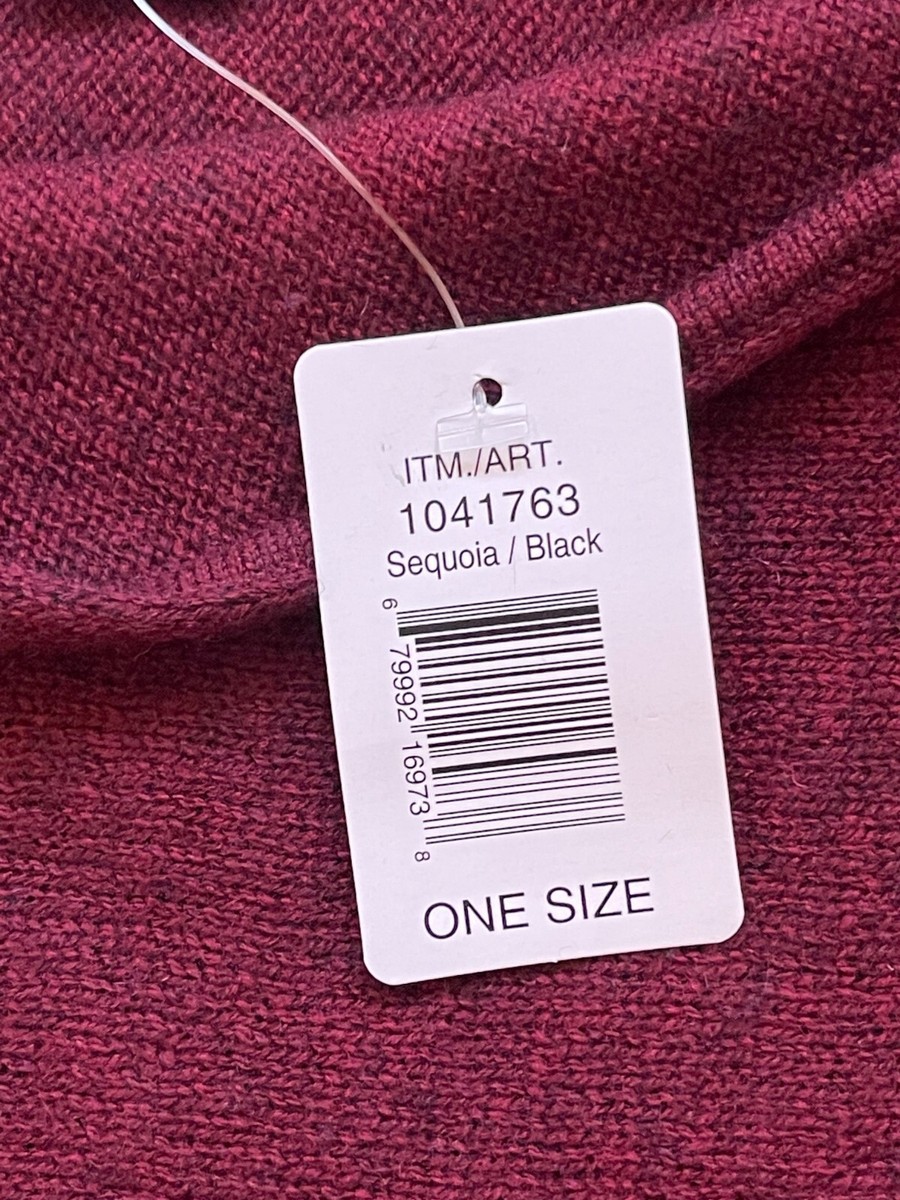 ITM./ART.
1041763
Sequoia / Black
6 79992 16973 8
ONE SIZE